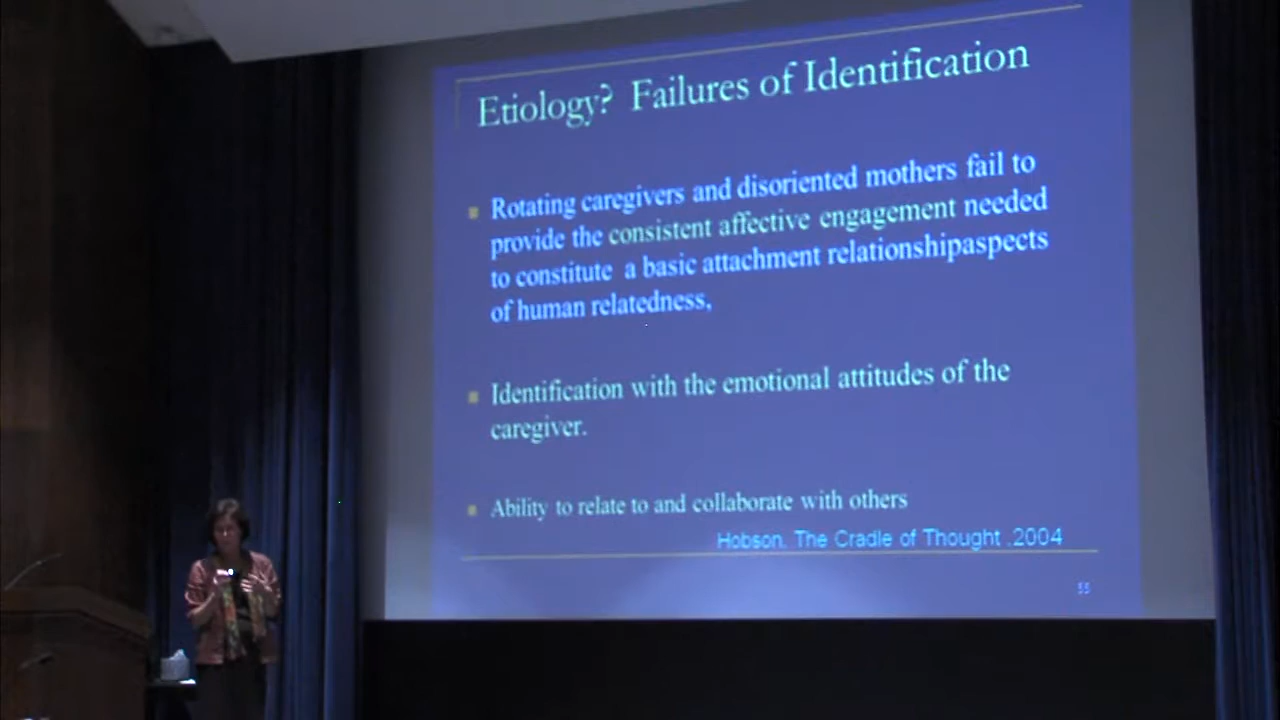 Etiology? Failures of Identification
Rotating caregivers and disoriented mothers fail to
provide the consistent affective engagement needed
to constitute a basic attachment relationshipaspects
of human relatedness,
Identification with the emotional attitudes of the
caregiver.
Ability to relate to and collaborate with others
Hobson. The Cradle of Thought .2004
55